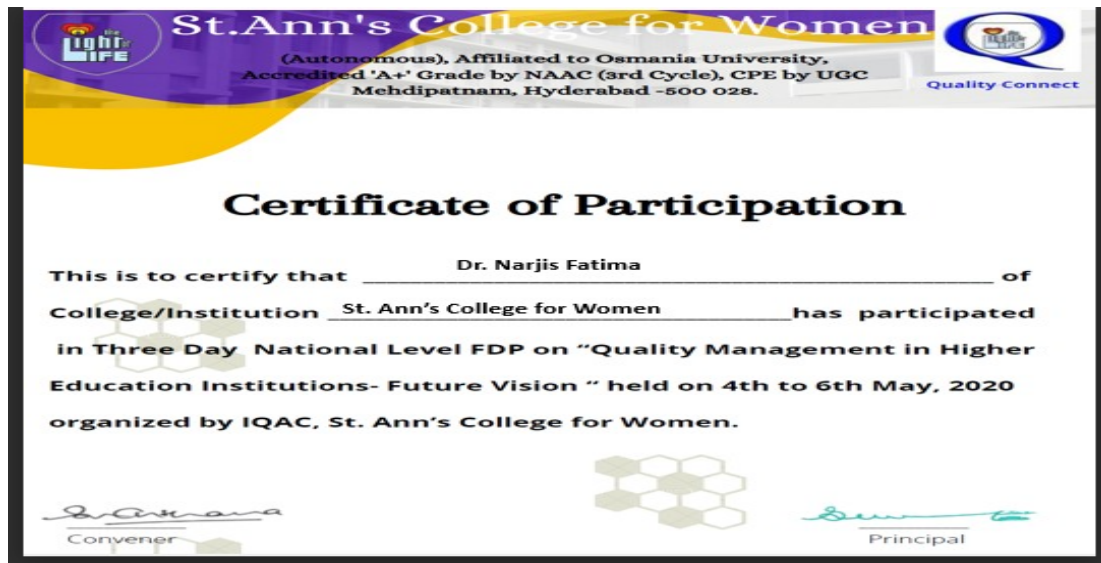 the
Light of
LIFE
St.Ann's College for Women
(Autonomous), Affiliated to Osmania University,
Accredited 'A+' Grade by NAAC (3rd Cycle), CPE by UGC
Mehdipatnam, Hyderabad -500 028.
Quality Connect
Certificate of Participation
This is to certify that Dr. Narjis Fatima of
College/Institution St. Ann's College for Women has participated
in Three Day National Level FDP on “Quality Management in Higher
Education Institutions- Future Vision “ held on 4th to 6th May, 2020
organized by IQAC, St. Ann’s College for Women.
Convener
Principal